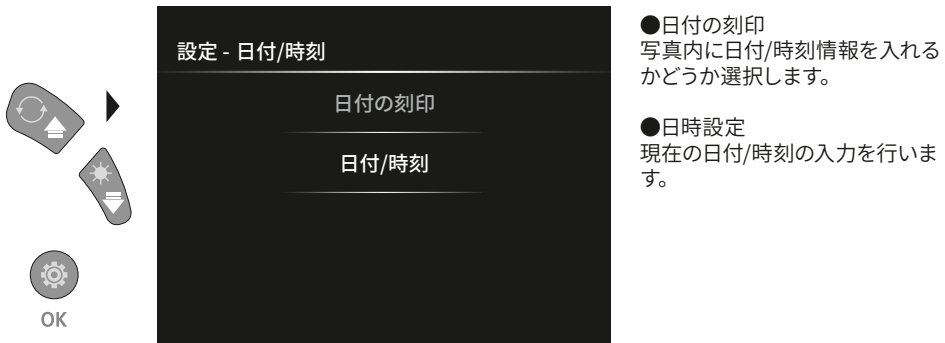 設定 - 日付/時刻
日付の刻印
日付/時刻
OK
●日付の刻印
写真内に日付/時刻情報を入れる
かどうか選択します。
●日時設定
現在の日付/時刻の入力を行いま
す。